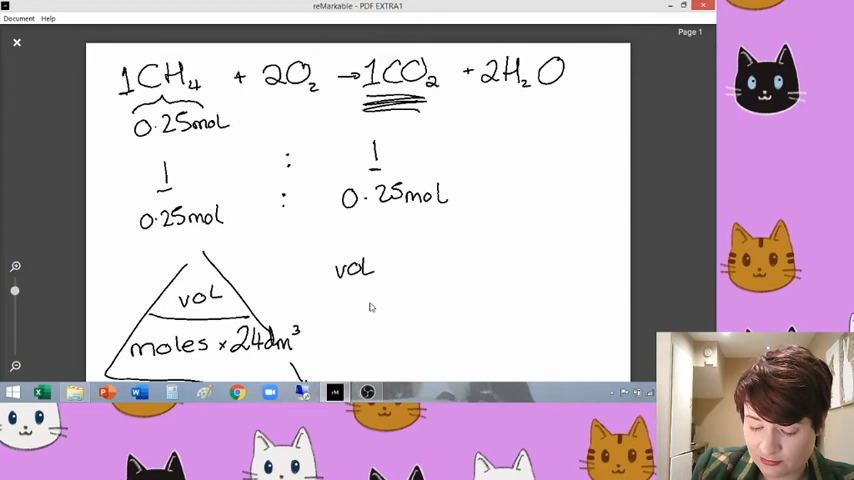 reMarkable - PDF EXTRA1
Document Help
Page 1
1CH₄ + 2O₂ → 1CO₂ + 2H₂O
0.25mol
1 : 1
0.25mol : 0.25mol
vol
vol
moles × 24dm³
rM